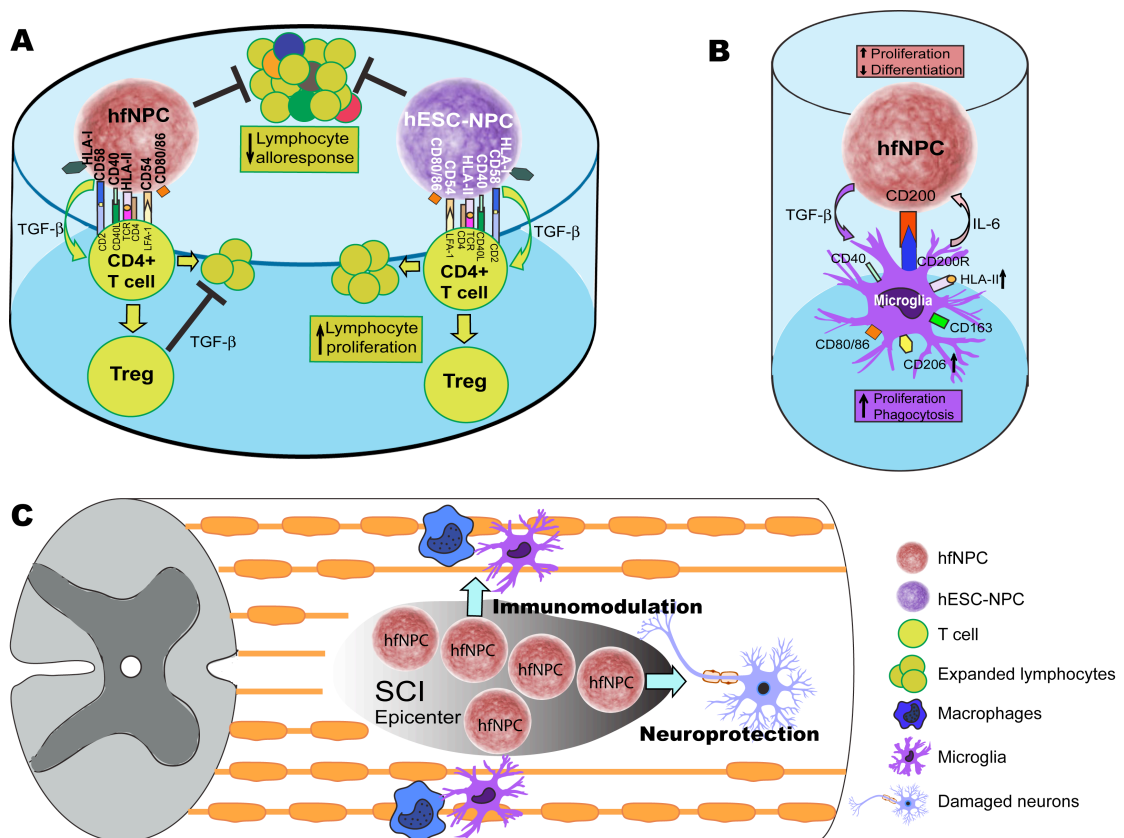 A
hfNPC
hESC-NPC
Lymphocyte
alloresponse
HLA-I
CD58
CD40
HLA-II
CD54
CD80/86
CD80/86
CD54
HLA-II
CD40
CD58
HLA-I
TGF-β
TGF-β
CD2
CD40L
TCR
CD4
LFA-1
LFA-1
CD4
TCR
CD40L
CD2
CD4+
T cell
CD4+
T cell
TGF-β
Lymphocyte
proliferation
Treg
Treg
B
Proliferation
Differentiation
hfNPC
CD200
TGF-β
IL-6
CD40
CD200R
HLA-II
Microglia
CD163
CD80/86
CD206
Proliferation
Phagocytosis
C
Immunomodulation
hfNPC
hfNPC
hfNPC
hfNPC
hfNPC
SCI
Epicenter
Neuroprotection
hfNPC
hESC-NPC
T cell
Expanded lymphocytes
Macrophages
Microglia
Damaged neurons